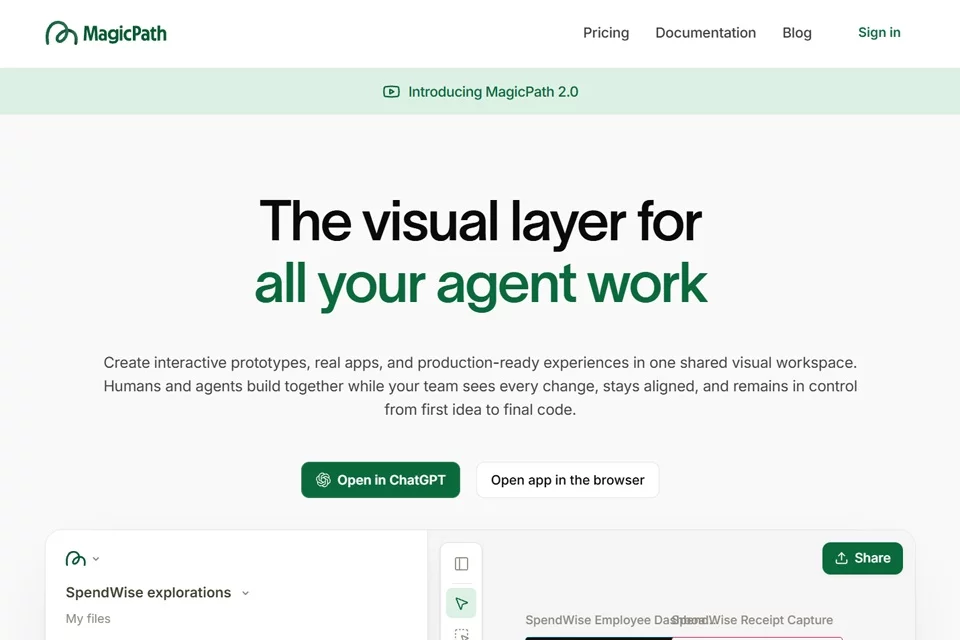 MagicPath
Pricing
Documentation
Blog
Sign in
Introducing MagicPath 2.0
The visual layer for
all your agent work
Create interactive prototypes, real apps, and production-ready experiences in one shared visual workspace.
Humans and agents build together while your team sees every change, stays aligned, and remains in control
from first idea to final code.
Open in ChatGPT
Open app in the browser
Share
SpendWise explorations
My files
SpendWise Employee Das
SpendWise Receipt Capture